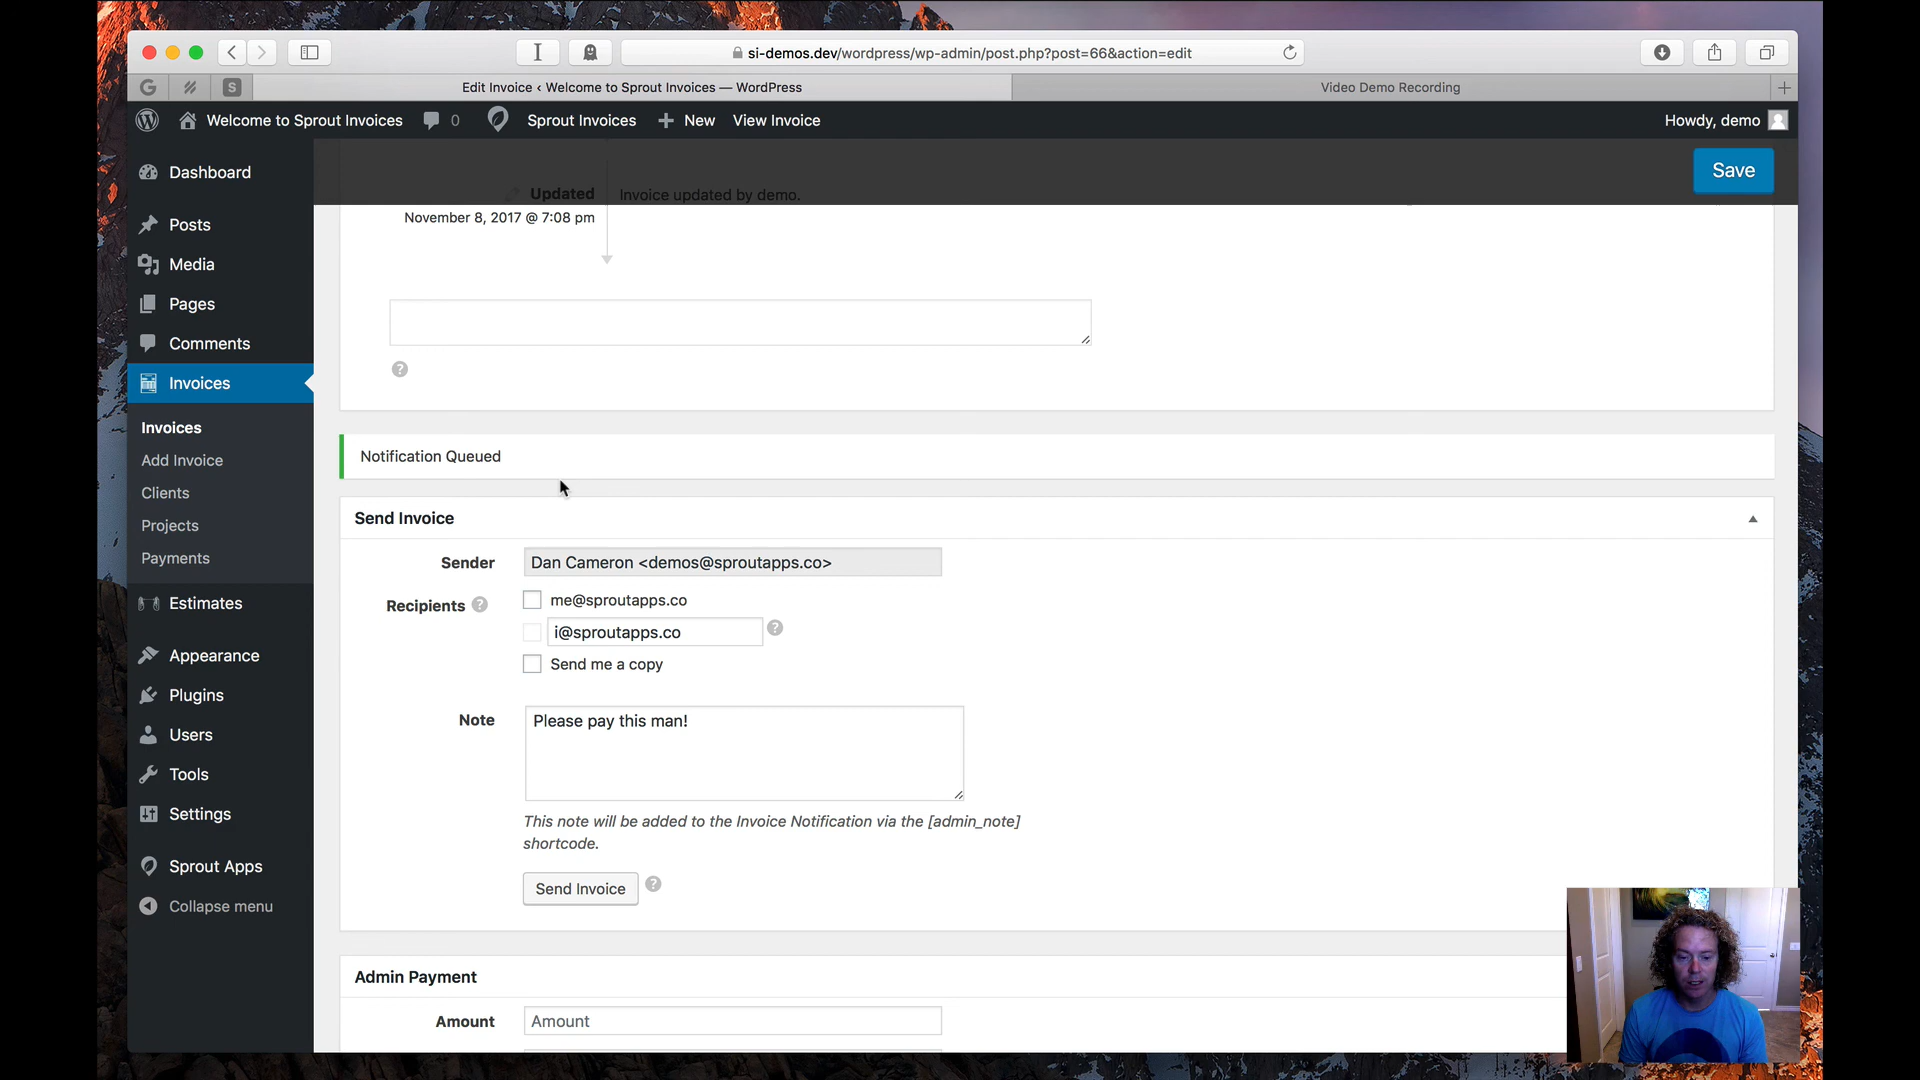 si-demos.dev/wordpress/wp-admin/post.php?post=66&action=edit
G
S
Edit Invoice ‹ Welcome to Sprout Invoices — WordPress
Video Demo Recording
Welcome to Sprout Invoices
0
Sprout Invoices
New
View Invoice
Howdy, demo
Dashboard
Posts
Media
Pages
Comments
Invoices
Invoices
Add Invoice
Clients
Projects
Payments
Estimates
Appearance
Plugins
Users
Tools
Settings
Sprout Apps
Collapse menu
Save
Updated
Invoice updated by demo.
November 8, 2017 @ 7:08 pm
?
Notification Queued
Send Invoice
Sender
Dan Cameron <demos@sproutapps.co>
Recipients ?
me@sproutapps.co
i@sproutapps.co ?
Send me a copy
Note
Please pay this man!
This note will be added to the Invoice Notification via the [admin_note]
shortcode.
Send Invoice ?
Admin Payment
Amount
Amount